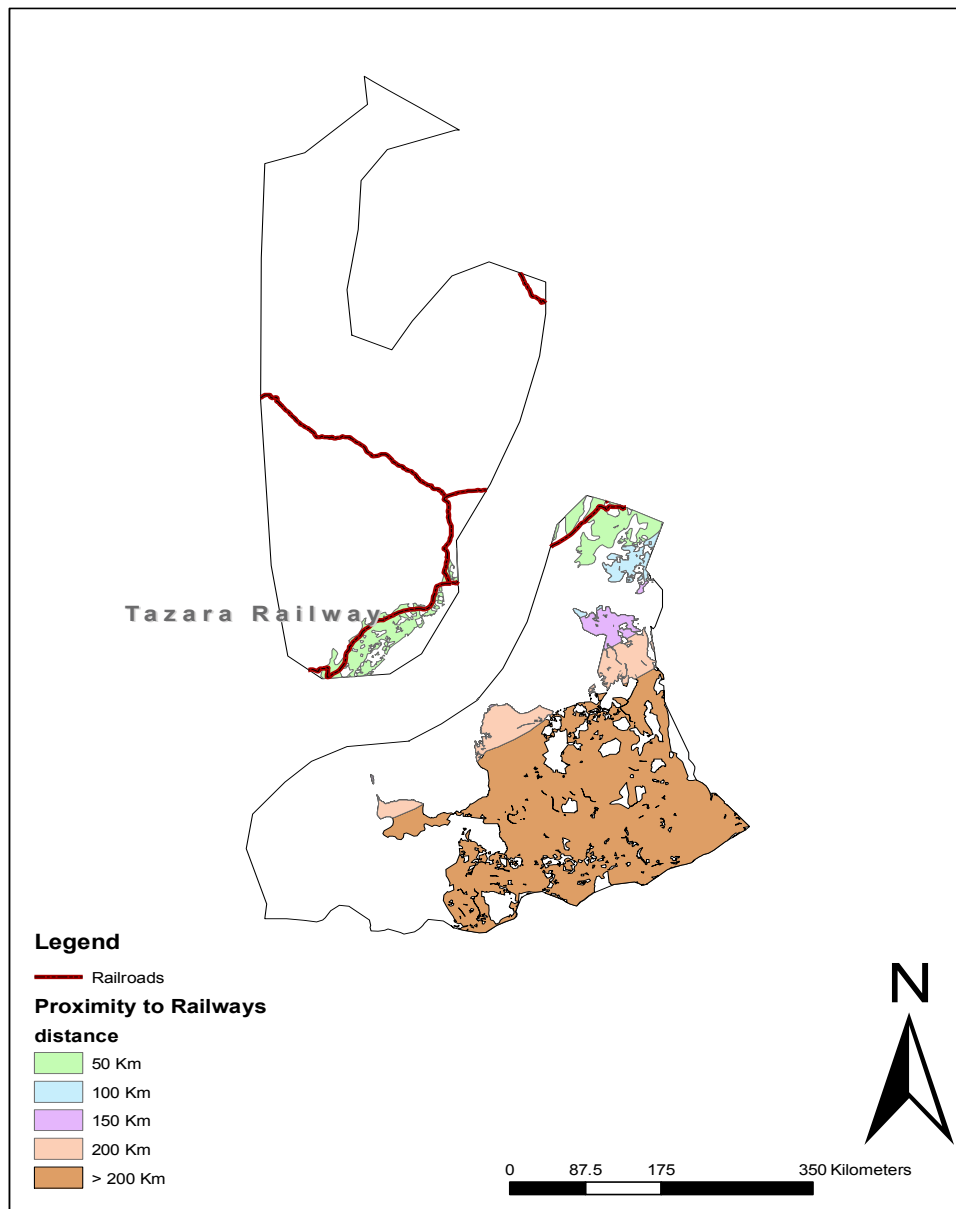 Tazara Railway
Legend
Railroads
Proximity to Railways
distance
50 Km
100 Km
150 Km
200 Km
> 200 Km
N
0 87.5 175 350 Kilometers